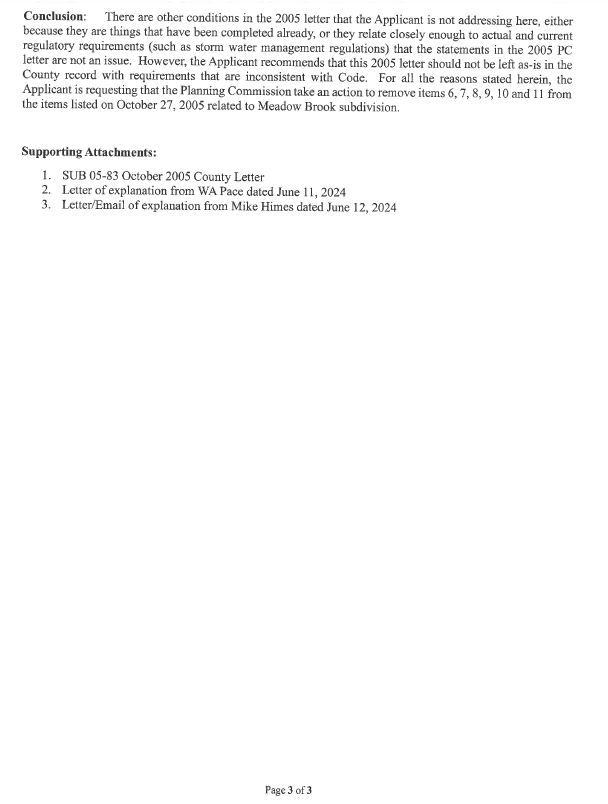 Conclusion: There are other conditions in the 2005 letter that the Applicant is not addressing here, either
because they are things that have been completed already, or they relate closely enough to actual and current
regulatory requirements (such as storm water management regulations) that the statements in the 2005 PC
letter are not an issue. However, the Applicant recommends that this 2005 letter should not be left as-is in the
County record with requirements that are inconsistent with Code. For all the reasons stated herein, the
Applicant is requesting that the Planning Commission take an action to remove items 6, 7, 8, 9, 10 and 11 from
the items listed on October 27, 2005 related to Meadow Brook subdivision.
Supporting Attachments:
1. SUB 05-83 October 2005 County Letter
2. Letter of explanation from WA Pace dated June 11, 2024
3. Letter/Email of explanation from Mike Himes dated June 12, 2024
Page 3 of 3